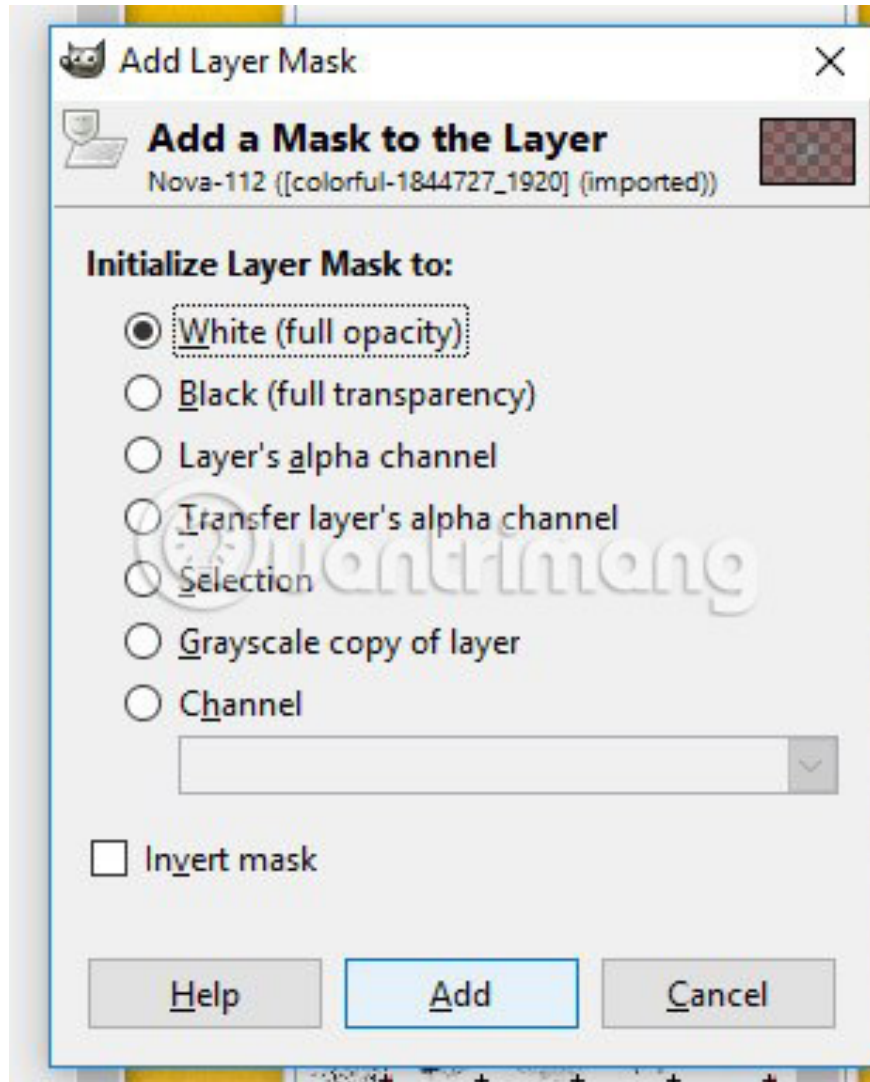 Add Layer Mask
Add a Mask to the Layer
Nova-112 ([colorful-1844727_1920] (imported))
Initialize Layer Mask to:
White (full opacity)
Black (full transparency)
Layer's alpha channel
Transfer layer's alpha channel
Quantrimang
Selection
Grayscale copy of layer
Channel
Invert mask
Help Add Cancel